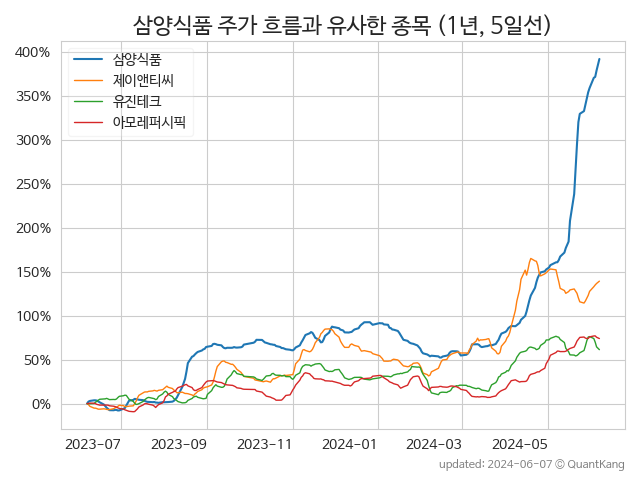 삼양식품 주가 흐름과 유사한 종목 (1년, 5일선)
400%
350%
300%
250%
200%
150%
100%
50%
0%
삼양식품
제이앤티씨
유진테크
아모레퍼시픽
2023-07
2023-09
2023-11
2024-01
2024-03
2024-05
updated: 2024-06-07 © QuantKang